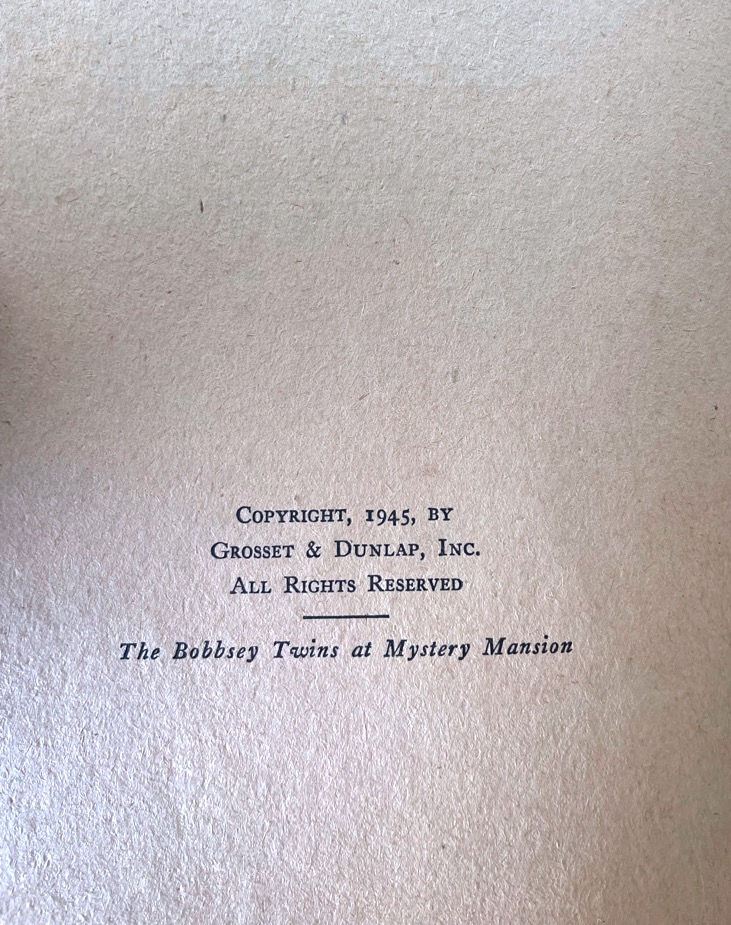 Copyright, 1945, by
Grosset & Dunlap, Inc.
All Rights Reserved
The Bobbsey Twins at Mystery Mansion